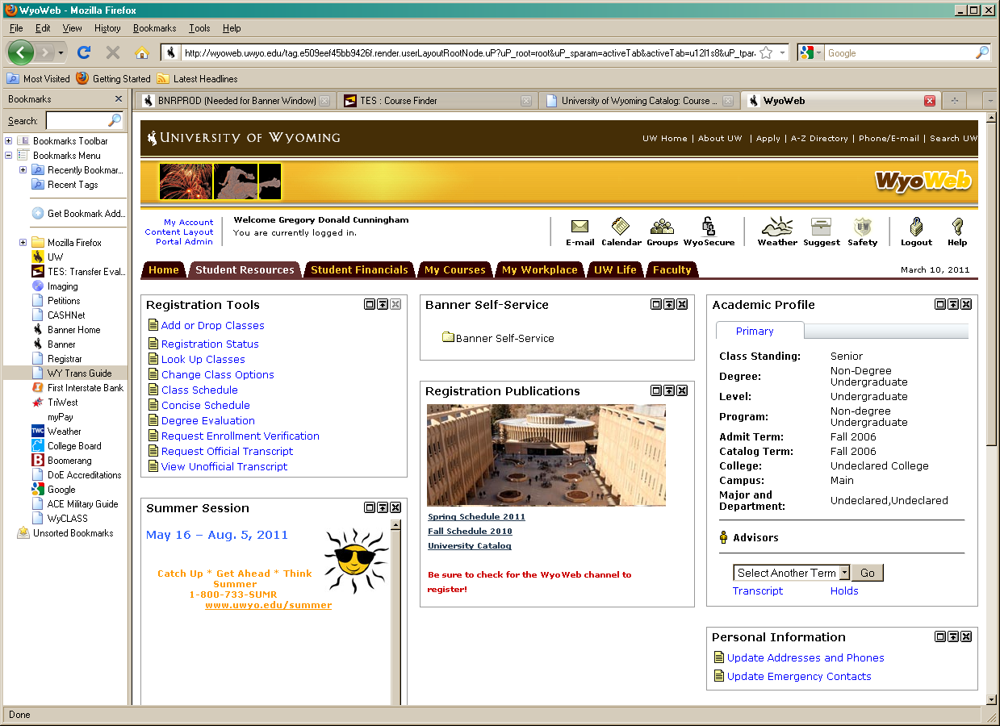 WyoWeb - Mozilla Firefox
File Edit View History Bookmarks Tools Help
http://wyoweb.uwyo.edu/tag.e509eef45bb9426f.render.userLayoutRootNode.uP?uP_root=root&uP_sparam=activeTab&activeTab=u12l1s8&uP_tpar
Google
Most Visited Getting Started Latest Headlines
Bookmarks
Search:
Bookmarks Toolbar
Bookmarks Menu
Recently Bookmar...
Recent Tags
Get Bookmark Add...
Mozilla Firefox
UW
TES: Transfer Eval...
Imaging
Petitions
CASHNet
Banner Home
Banner
Registrar
WY Trans Guide
First Interstate Bank
TriWest
myPay
Weather
College Board
Boomerang
DoE Accreditations
Google
ACE Military Guide
WyCLASS
Unsorted Bookmarks
BNRPROD (Needed for Banner Window) TES : Course Finder University of Wyoming Catalog: Course ... WyoWeb
UNIVERSITY OF WYOMING
UW Home | About UW | Apply | A-Z Directory | Phone/E-mail | Search UW
WyoWeb
My Account
Content Layout
Portal Admin
Welcome Gregory Donald Cunningham
You are currently logged in.
E-mail Calendar Groups WyoSecure Weather Suggest Safety Logout Help
Home Student Resources Student Financials My Courses My Workplace UW Life Faculty
March 10, 2011
Registration Tools
Add or Drop Classes
Registration Status
Look Up Classes
Change Class Options
Class Schedule
Concise Schedule
Degree Evaluation
Request Enrollment Verification
Request Official Transcript
View Unofficial Transcript
Summer Session
May 16 – Aug. 5, 2011
Catch Up * Get Ahead * Think
Summer
1-800-733-SUMR
www.uwyo.edu/summer
Banner Self-Service
Banner Self-Service
Registration Publications
Spring Schedule 2011
Fall Schedule 2010
University Catalog
Be sure to check for the WyoWeb channel to
register!
Academic Profile
Primary
Class Standing: Senior
Degree: Non-Degree
Undergraduate
Level: Undergraduate
Program: Non-degree
Undergraduate
Admit Term: Fall 2006
Catalog Term: Fall 2006
College: Undeclared College
Campus: Main
Major and
Department: Undeclared,Undeclared
Advisors
Select Another Term Go
Transcript Holds
Personal Information
Update Addresses and Phones
Update Emergency Contacts
Done